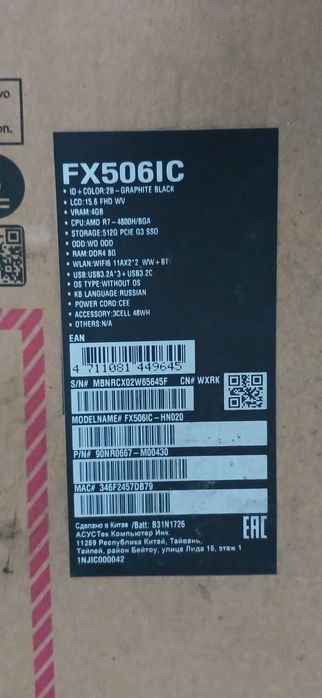 FX506IC
• ID+COLOR:2B-GRAPHITE BLACK
• LCD:15.6 FHD WV
• VRAM:4GB
• CPU:AMD R7-4800H/BGA
• STORAGE:512G PCIE G3 SSD
• ODD:WO ODD
• RAM:DDR4 8G
• WLAN:WIFI6 11AX2*2 WW+BT
• USB:USB3.2A*3+USB3.2C
• OS TYPE:WITHOUT OS
• KB LANGUAGE:RUSSIAN
• POWER CORD:CEE
• ACCESSORY:3CELL 48WH
• OTHERS:N/A
EAN
4 711081 449645
S/N# MBNRCX02W65645F CN# WXRK
MODELNAME# FX506IC-HN020
P/N# 90NR0667-M00430
MAC# 346F2457DB79
Сделано в Китае /Batt: B31N1726
АСУСТек Компьютер Инк.
11259 Республика Китай, Тайвань,
Тайпей, район Бейтоу, улица Лида 15, этаж 1
1NJIC000042
EAC